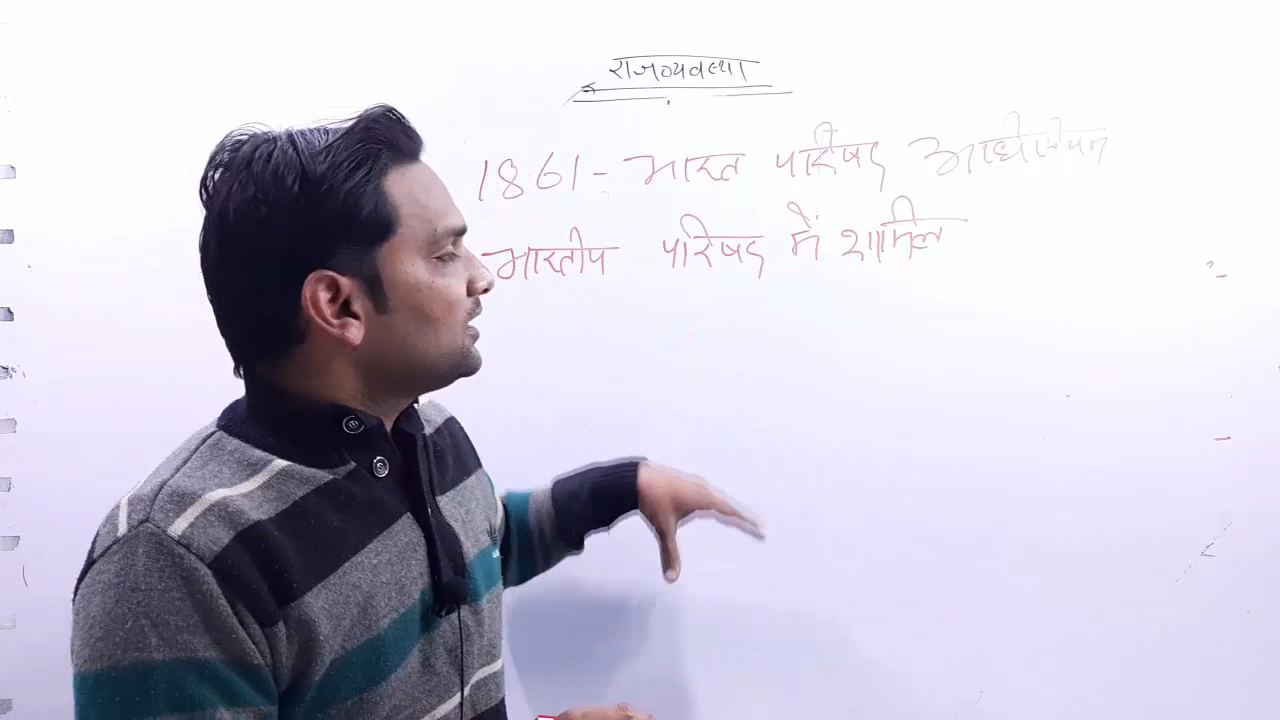 राजव्यवस्था
1861 - भारत परिषद अधिनियम
भारतीय परिषद में शामिल